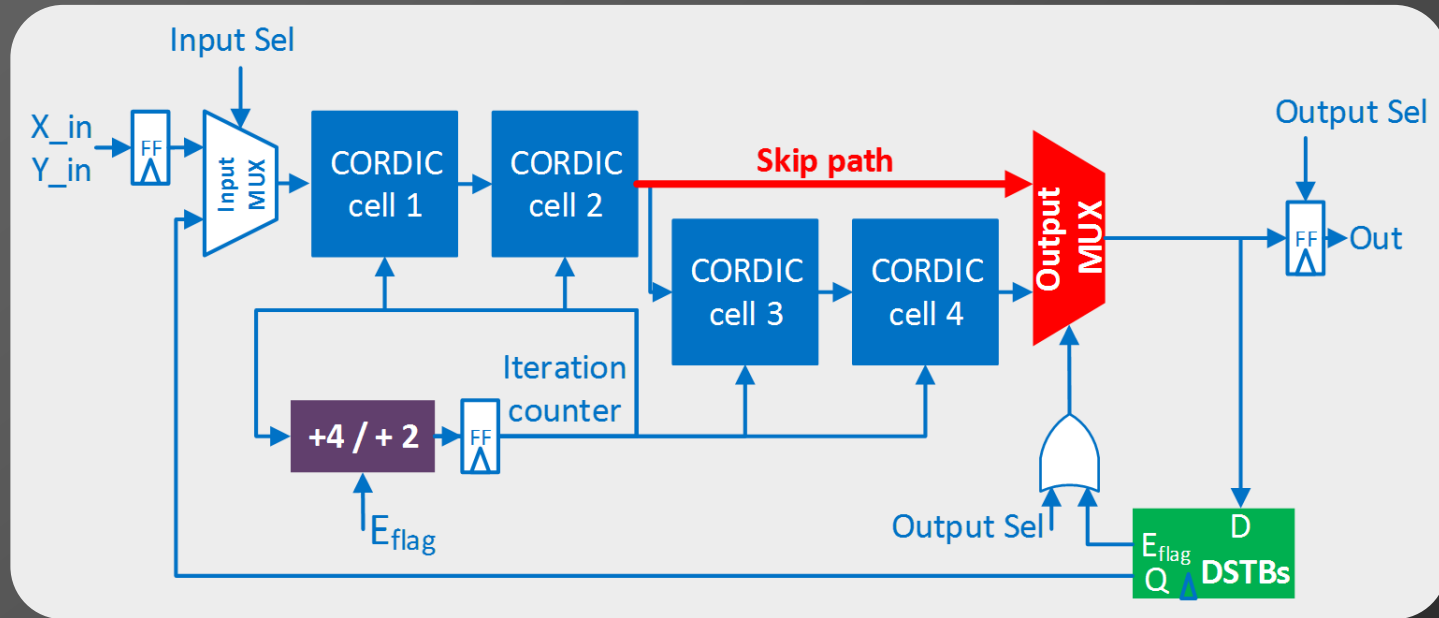 Input Sel
X_in
Y_in
FF
Input
MUX
CORDIC
cell 1
CORDIC
cell 2
Skip path
Output
MUX
Output Sel
FF
Out
CORDIC
cell 3
CORDIC
cell 4
Iteration
counter
+4 / + 2
FF
Eflag
Output Sel
D
Eflag
DSTBs
Q